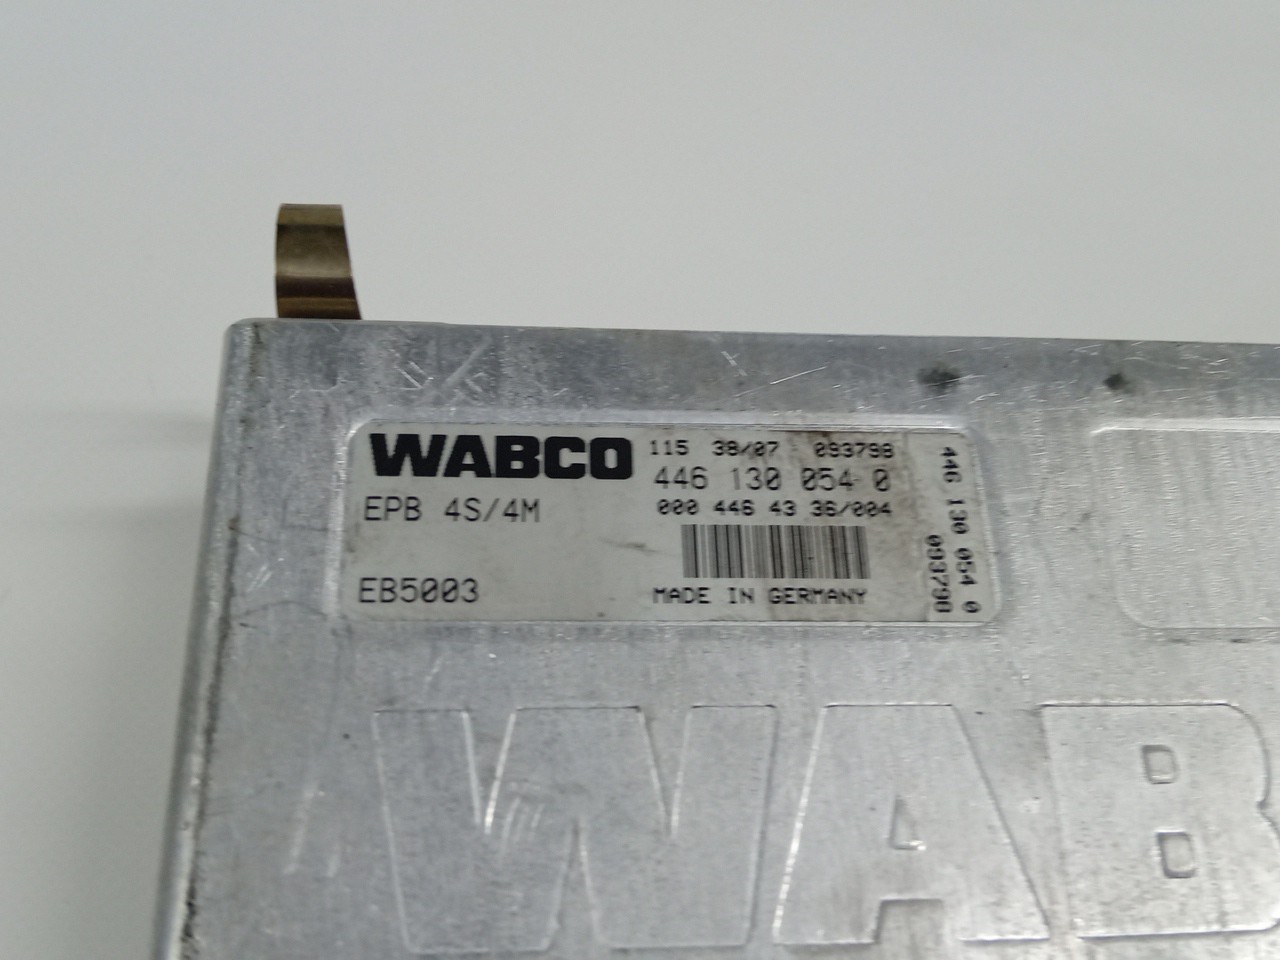 WABCO
115 38/07 093798
446 130 054 0
EPB 4S/4M
000 446 43 36/004
EB5003
MADE IN GERMANY
446 130 054 0
093798
WAB